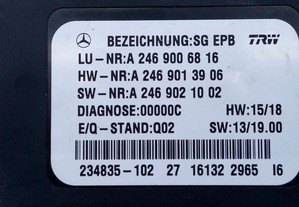 BEZEICHNUNG:SG EPB TRW
LU-NR:A 246 900 68 16
HW-NR:A 246 901 39 06
SW-NR:A 246 902 10 02
DIAGNOSE:00000C HW:15/18
E/Q-STAND:Q02 SW:13/19.00
234835-102 27 16132 2965 I6